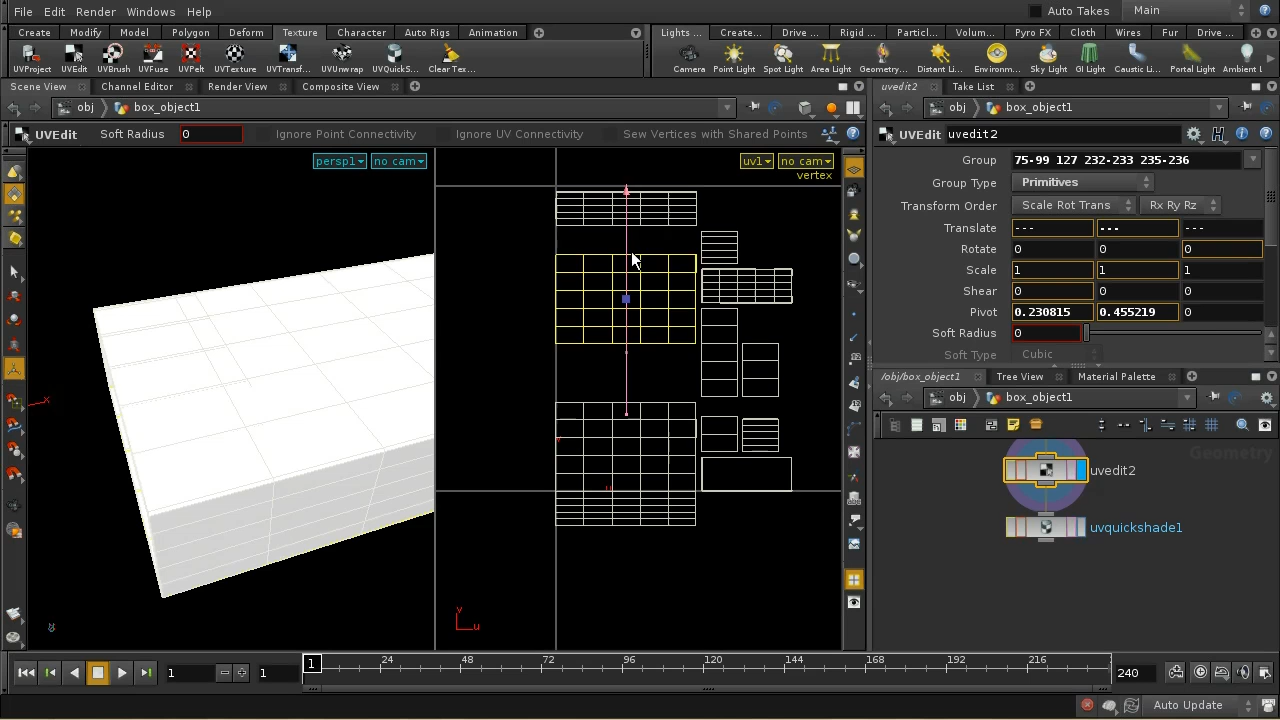 File Edit Render Windows Help
Auto Takes Main
Create Modify Model Polygon Deform Texture Character Auto Rigs Animation
Lights ... Create... Drive ... Rigid ... Particl... Volum... Pyro FX Cloth Wires Fur Drive ...
UVProject UVEdit UVBrush UVFuse UVPelt UVTexture UVTransf... UVUnwrap UVQuickS... Clear Tex...
Camera Point Light Spot Light Area Light Geometry... Distant Li... Environm... Sky Light GI Light Caustic Li... Portal Light Ambient L
Scene View Channel Editor Render View Composite View
uvedit2 Take List
obj box_object1
obj box_object1
UVEdit Soft Radius 0 Ignore Point Connectivity Ignore UV Connectivity Sew Vertices with Shared Points
UVEdit uvedit2
persp1 no cam
uv1 no cam
vertex
Group 75-99 127 232-233 235-236
Group Type Primitives
Transform Order Scale Rot Trans Rx Ry Rz
Translate --- --- ---
Rotate 0 0 0
Scale 1 1 1
Shear 0 0 0
Pivot 0.230815 0.455219 0
Soft Radius 0
Soft Type Cubic
/obj/box_object1 Tree View Material Palette
obj box_object1
Geometry
uvedit2
uvquickshade1
x
v
u
v
u
1 1 1 24 48 72 96 120 144 168 192 216 240
Auto Update